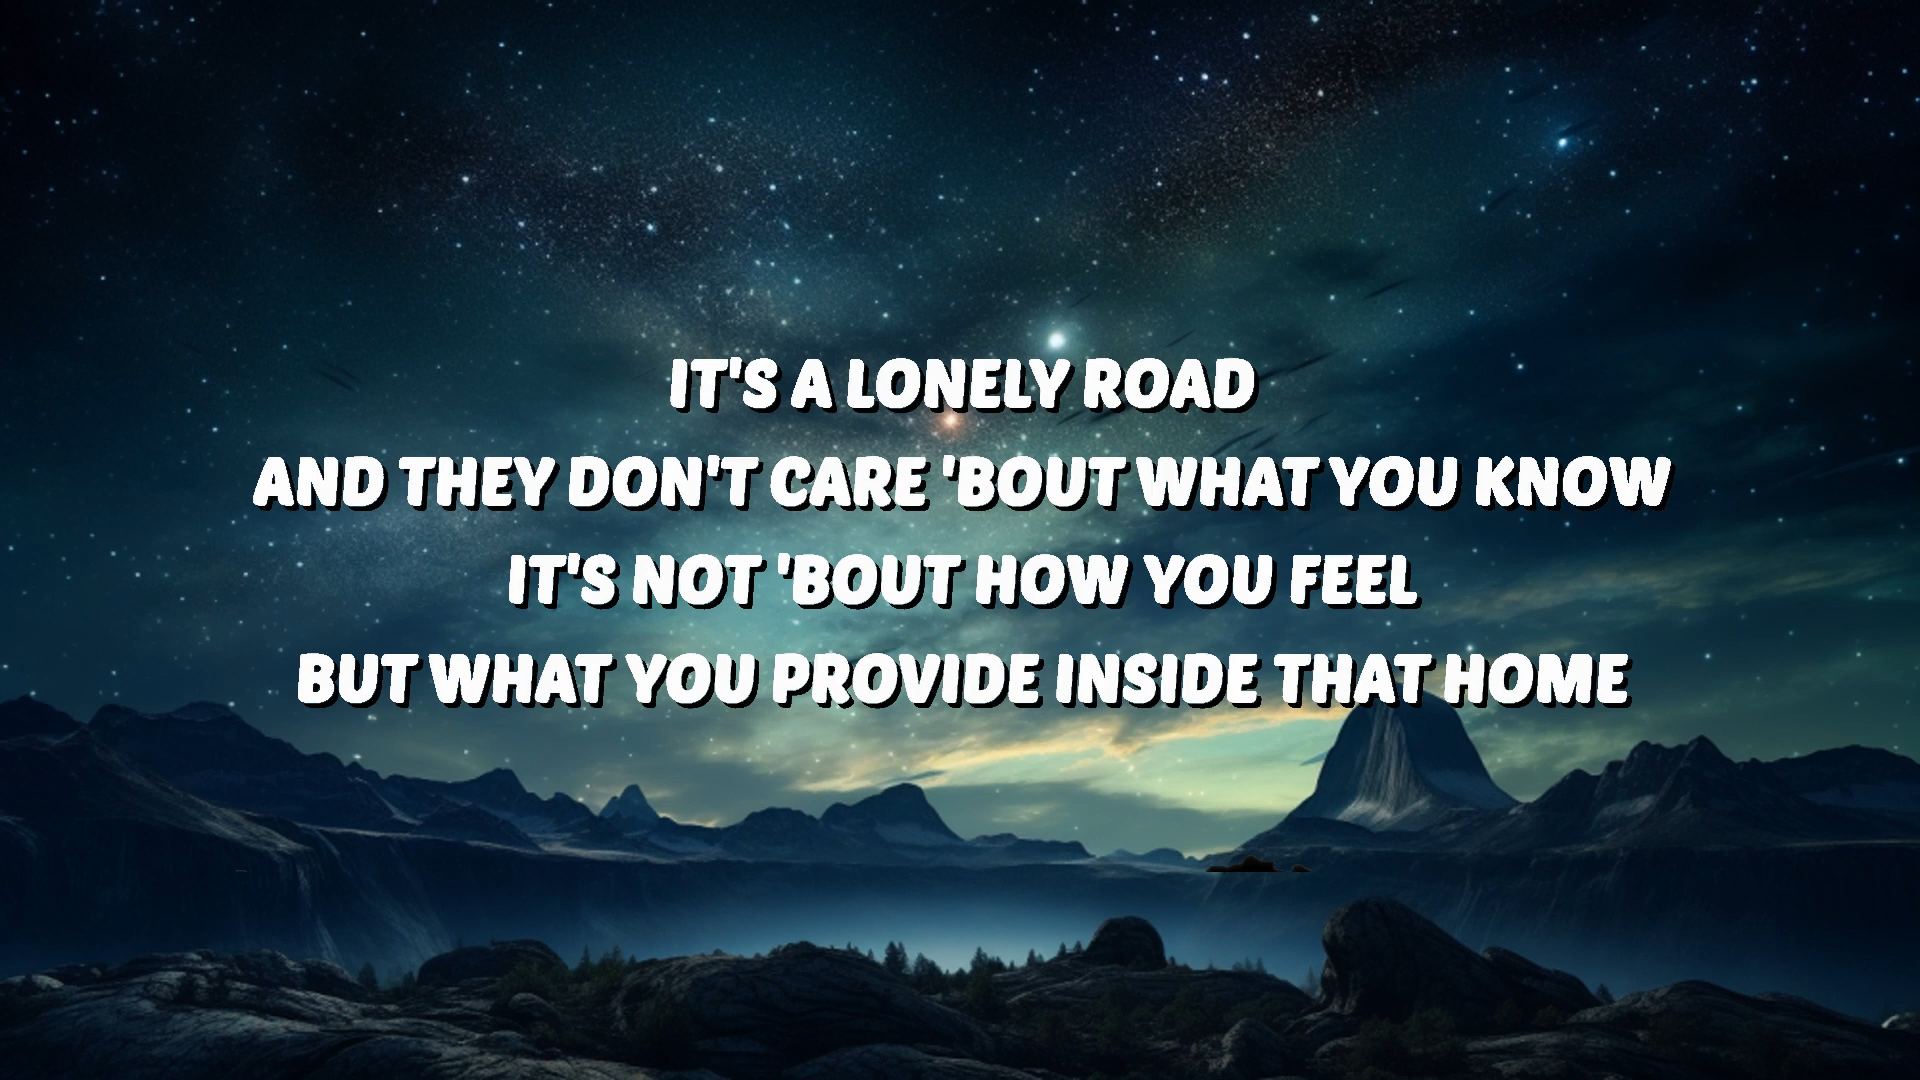 IT'S A LONELY ROAD
AND THEY DON'T CARE 'BOUT WHAT YOU KNOW
IT'S NOT 'BOUT HOW YOU FEEL
BUT WHAT YOU PROVIDE INSIDE THAT HOME